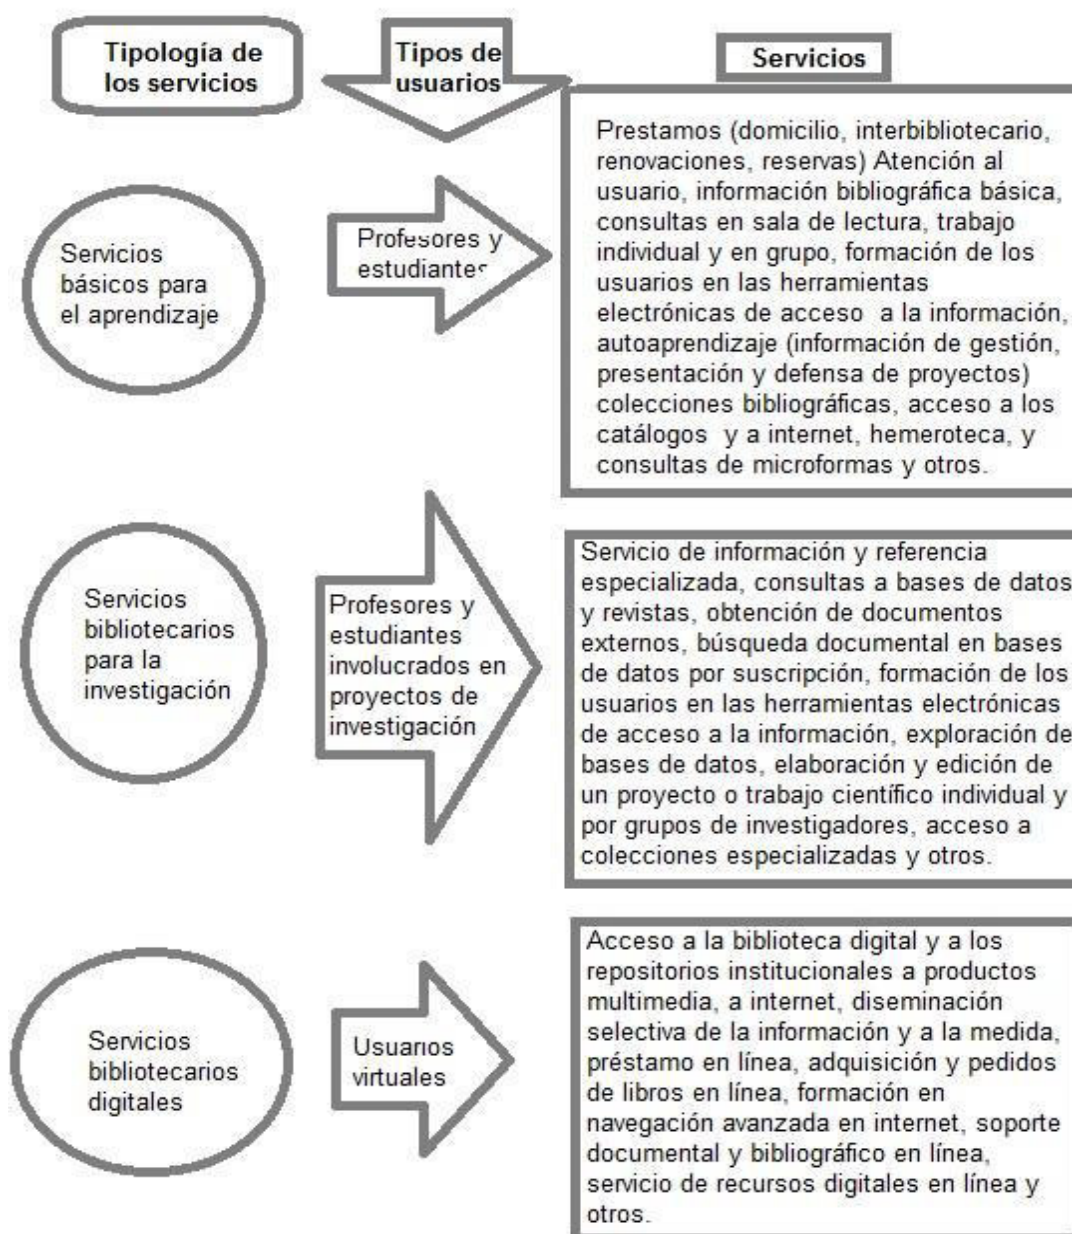 Tipología de
los servicios
Tipos de
usuarios
Servicios
Servicios
básicos para
el aprendizaje
Profesores y
estudiantes
Prestamos (domicilio, interbibliotecario,
renovaciones, reservas) Atención al
usuario, información bibliográfica básica,
consultas en sala de lectura, trabajo
individual y en grupo, formación de los
usuarios en las herramientas
electrónicas de acceso a la información,
autoaprendizaje (información de gestión,
presentación y defensa de proyectos)
colecciones bibliográficas, acceso a los
catálogos y a internet, hemeroteca, y
consultas de microformas y otros.
Servicios
bibliotecarios
para la
investigación
Profesores y
estudiantes
involucrados en
proyectos de
investigación
Servicio de información y referencia
especializada, consultas a bases de datos
y revistas, obtención de documentos
externos, búsqueda documental en bases
de datos por suscripción, formación de los
usuarios en las herramientas electrónicas
de acceso a la información, exploración de
bases de datos, elaboración y edición de
un proyecto o trabajo científico individual y
por grupos de investigadores, acceso a
colecciones especializadas y otros.
Servicios
bibliotecarios
digitales
Usuarios
virtuales
Acceso a la biblioteca digital y a los
repositorios institucionales a productos
multimedia, a internet, diseminación
selectiva de la información y a la medida,
préstamo en línea, adquisición y pedidos
de libros en línea, formación en
navegación avanzada en internet, soporte
documental y bibliográfico en línea,
servicio de recursos digitales en línea y
otros.